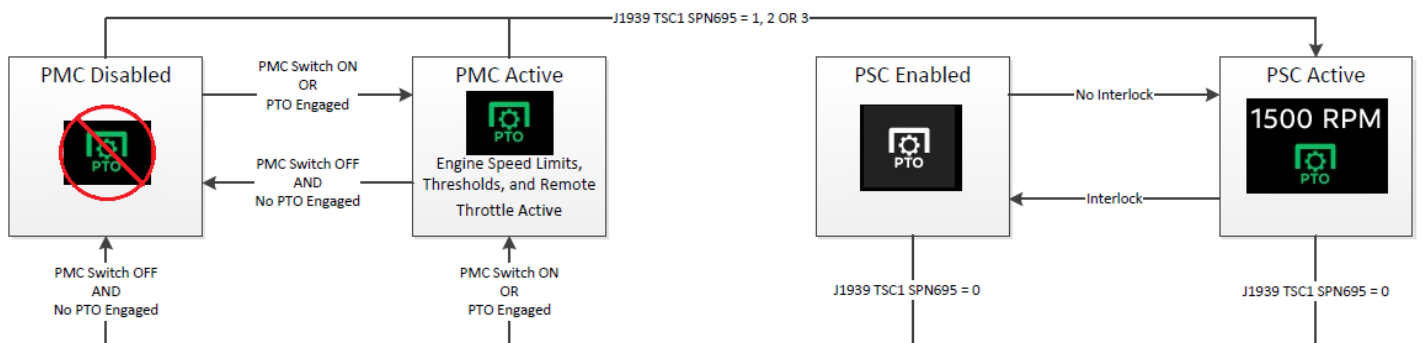 J1939 TSC1 SPN695 = 1, 2 OR 3
PMC Disabled
PTO
PMC Switch ON
OR
PTO Engaged
PMC Switch OFF
AND
No PTO Engaged
PMC Active
PTO
Engine Speed Limits,
Thresholds, and Remote
Throttle Active
PSC Enabled
PTO
No Interlock
Interlock
PSC Active
1500 RPM
PTO
PMC Switch OFF
AND
No PTO Engaged
PMC Switch ON
OR
PTO Engaged
J1939 TSC1 SPN695 = 0
J1939 TSC1 SPN695 = 0